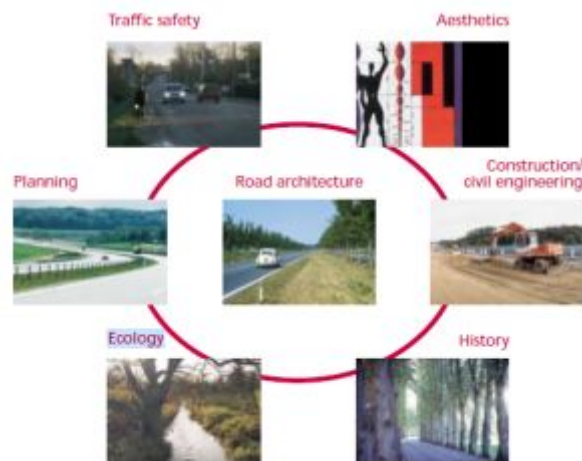 Traffic safety
Aesthetics
Planning
Road architecture
Construction/
civil engineering
Ecology
History